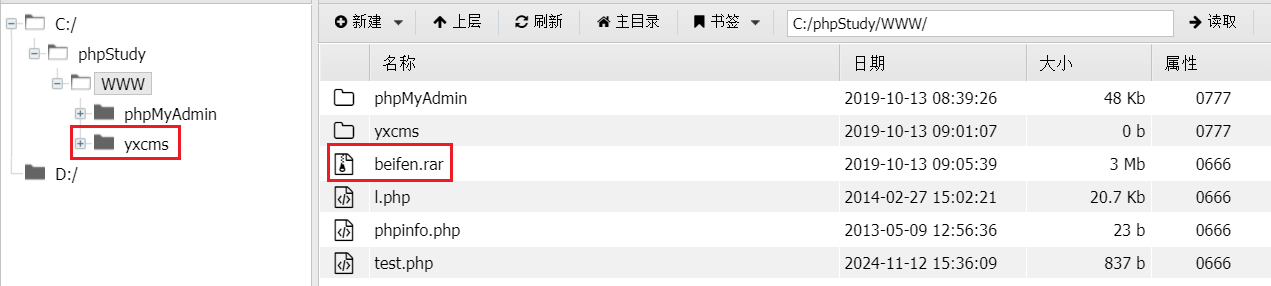 C:/
phpStudy
WWW
phpMyAdmin
yxcms
D:/
新建 上层 刷新 主目录 书签 C:/phpStudy/WWW/ 读取
名称 日期 大小 属性
phpMyAdmin 2019-10-13 08:39:26 48 Kb 0777
yxcms 2019-10-13 09:01:07 0 b 0777
beifen.rar 2019-10-13 09:05:39 3 Mb 0666
l.php 2014-02-27 15:02:21 20.7 Kb 0666
phpinfo.php 2013-05-09 12:56:36 23 b 0666
test.php 2024-11-12 15:36:09 837 b 0666